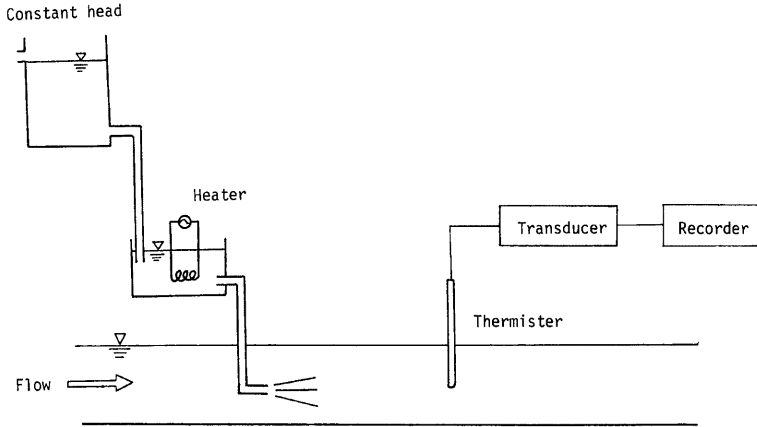 Constant head
Heater
Transducer
Recorder
Thermister
Flow